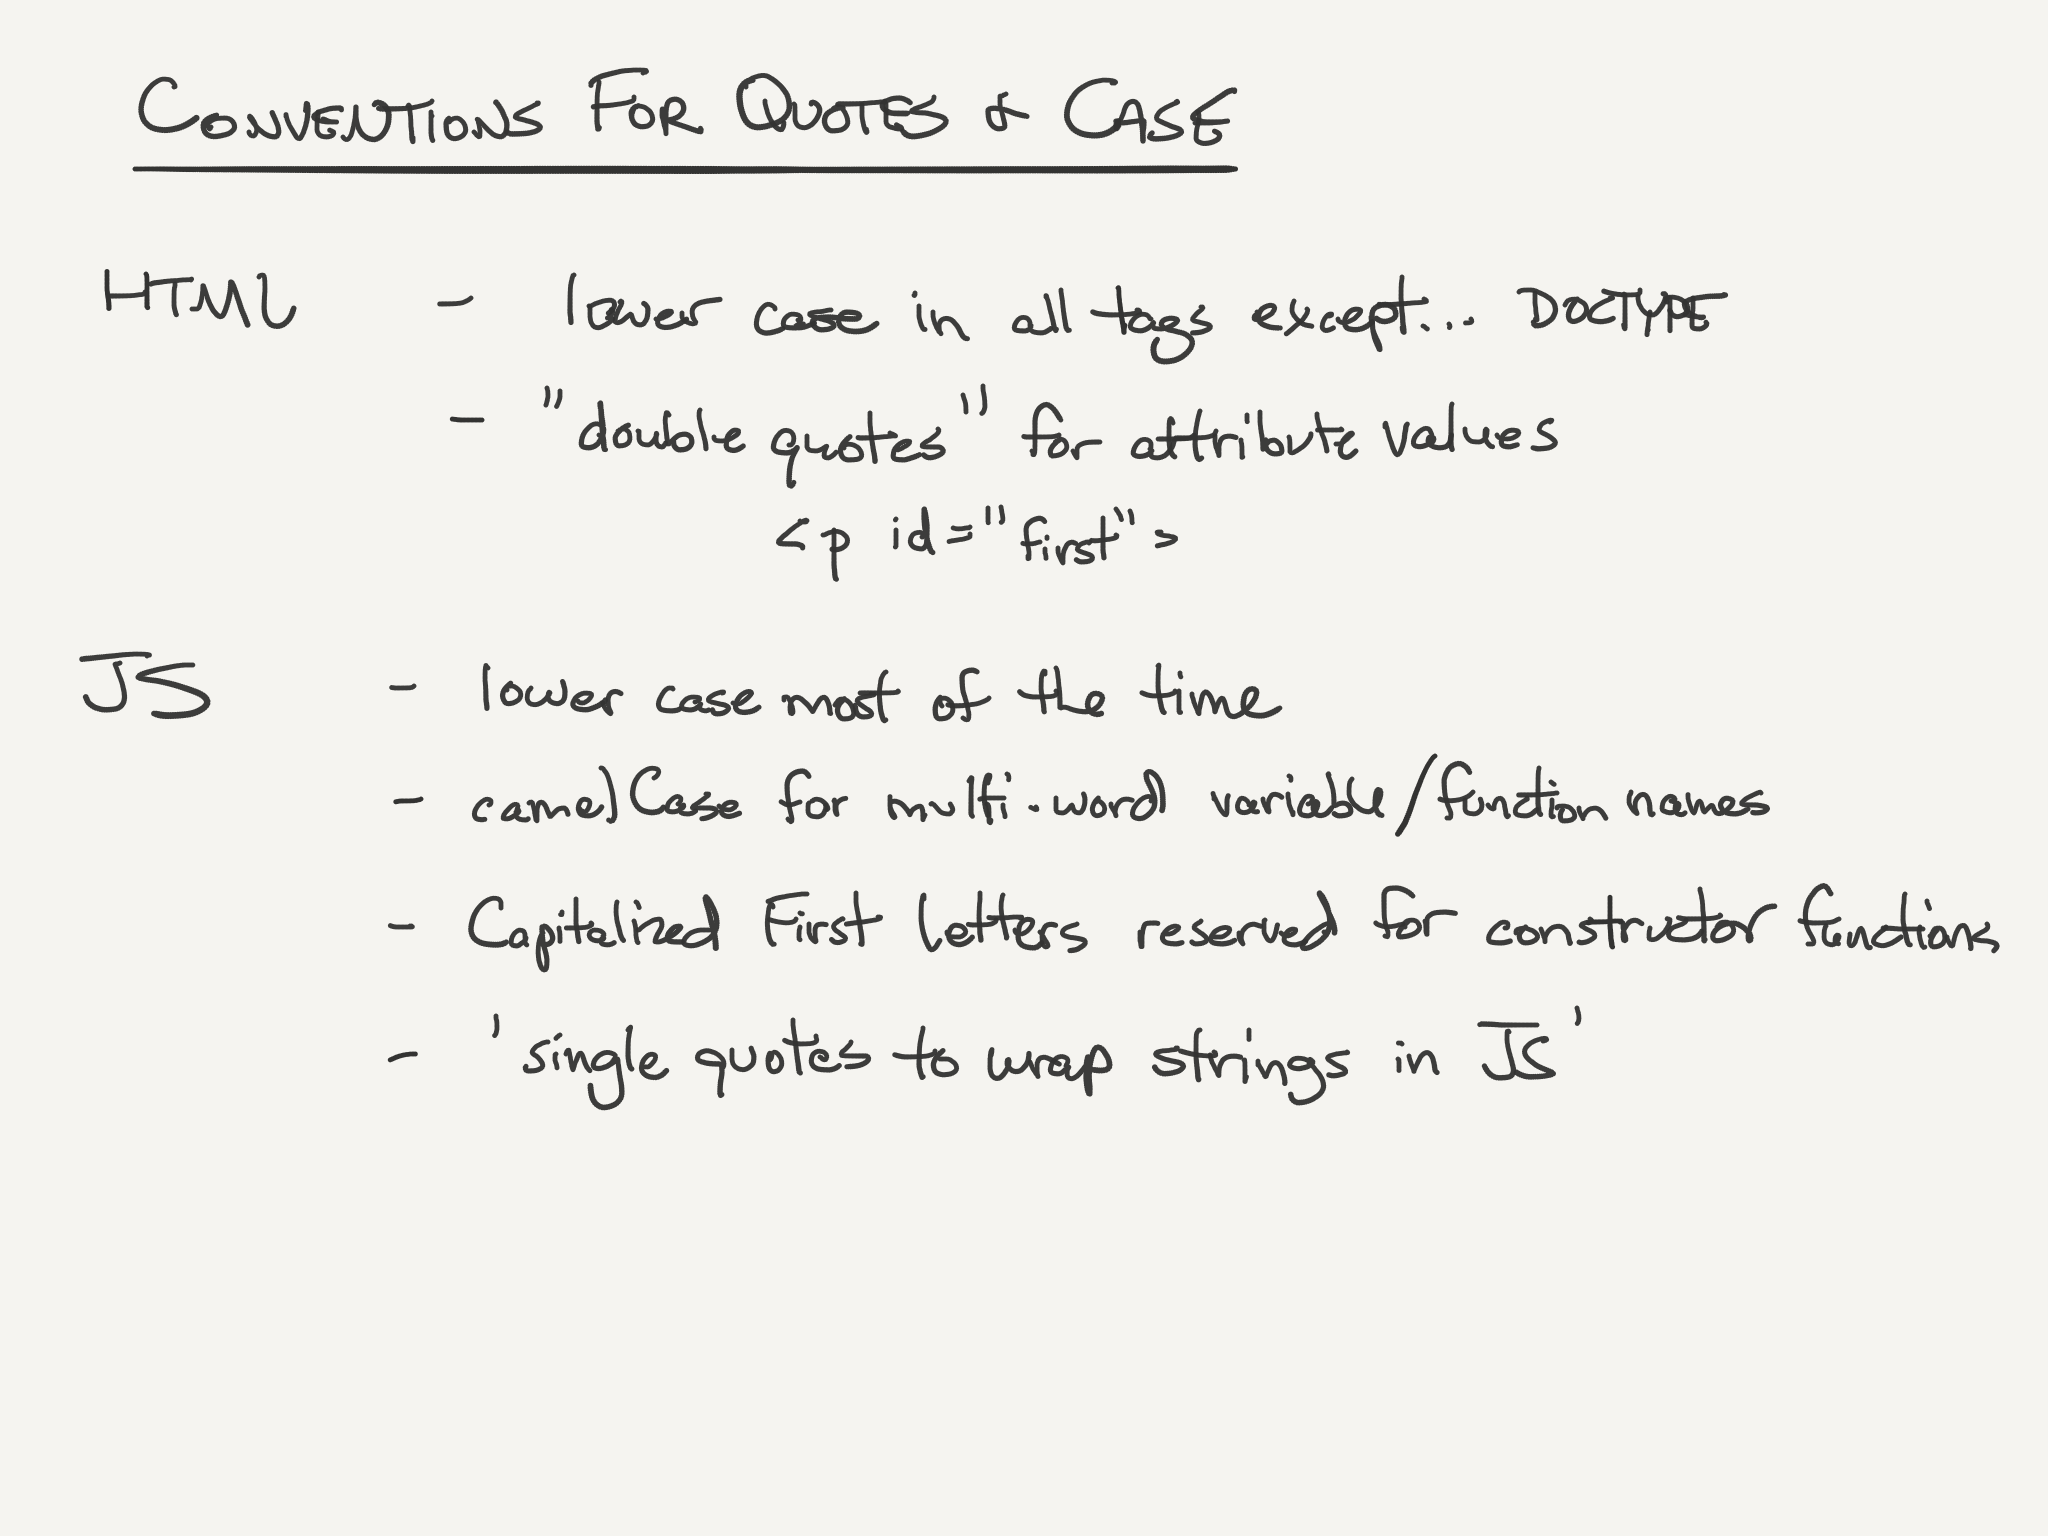 CONVENTIONS FOR QUOTES & CASE
HTML - lower case in all tags except... DOCTYPE
- "double quotes" for attribute values
<p id="first">
JS - lower case most of the time
- camelCase for multi-word variable/function names
- Capitalized First Letters reserved for constructor functions
- 'single quotes to wrap strings in JS'